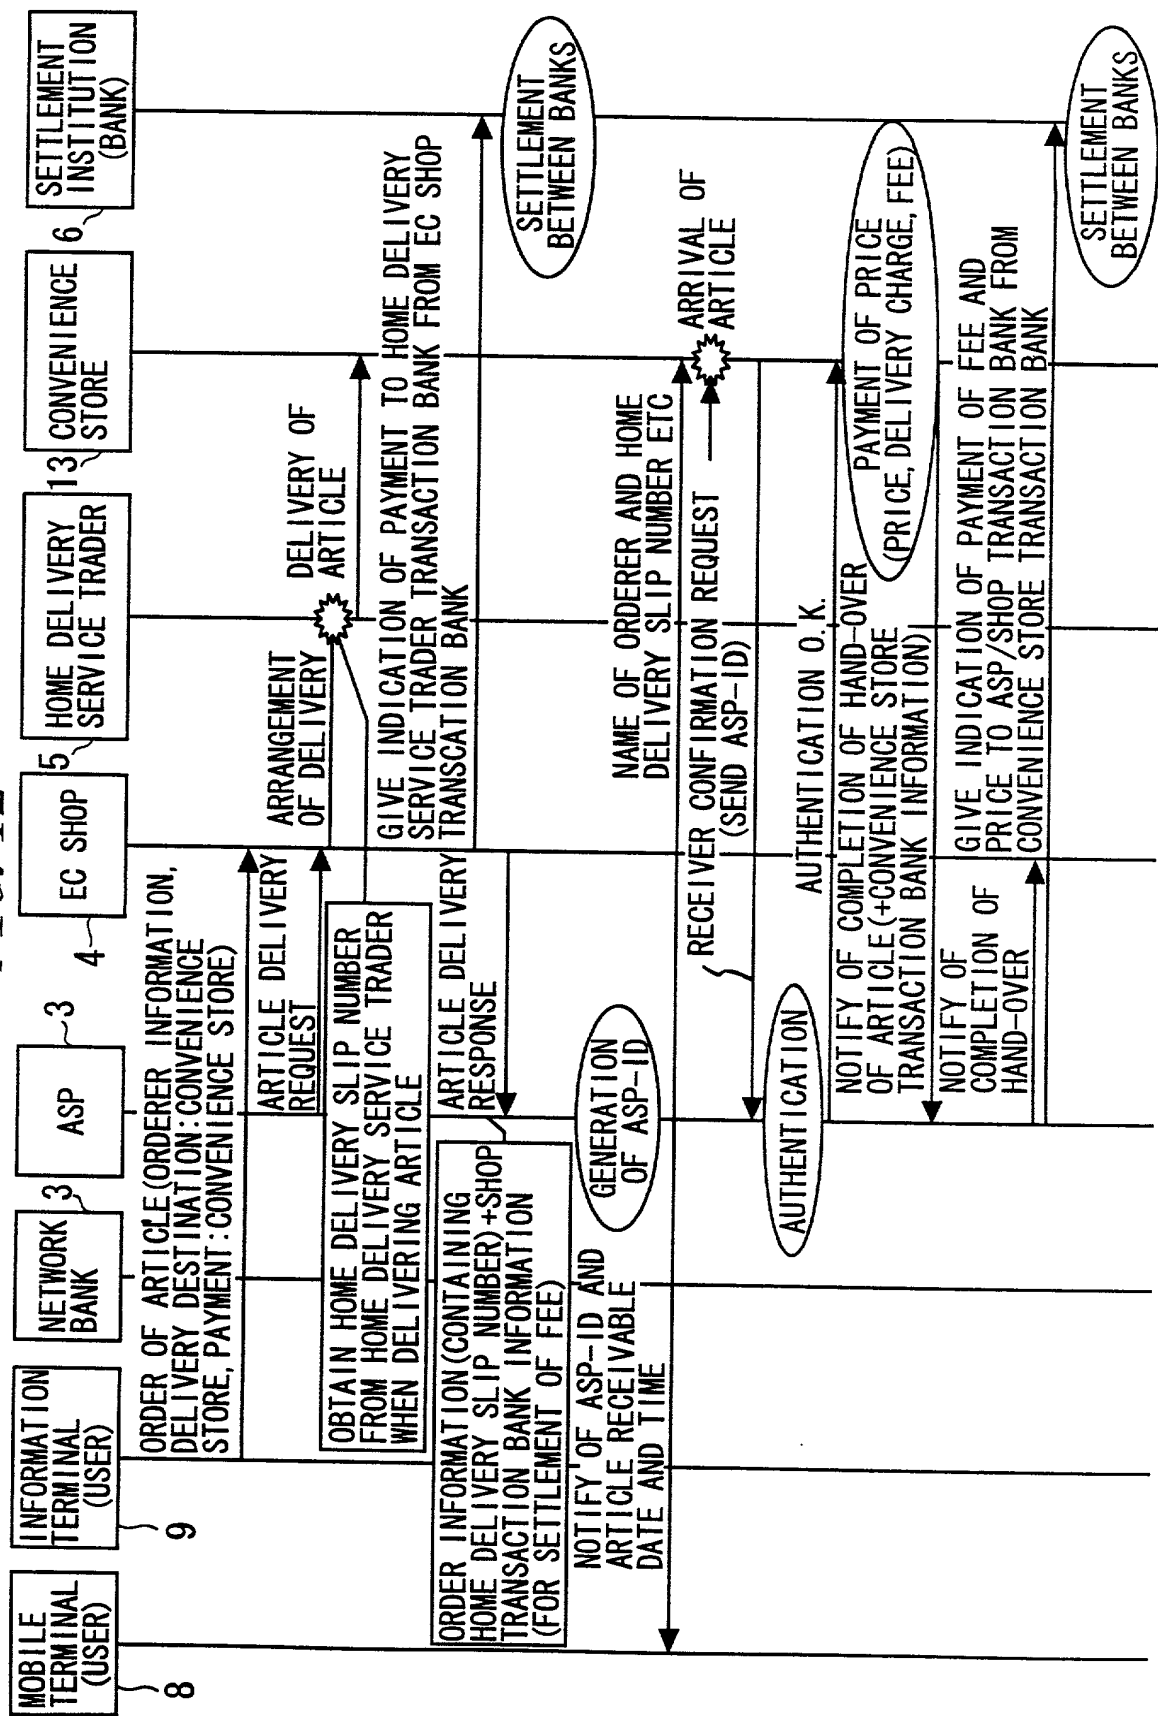 MOBILE
TERMINAL
(USER)
8
INFORMATION
TERMINAL
(USER)
9
NETWORK
BANK
3
ASP
3
EC SHOP
4
HOME DELIVERY
SERVICE TRADER
5
CONVENIENCE
STORE
13
SETTLEMENT
INSTITUTION
(BANK)
6
ORDER OF ARTICLE(ORDERER INFORMATION,
DELIVERY DESTINATION:CONVENIENCE
STORE,PAYMENT:CONVENIENCE STORE)
ARTICLE DELIVERY
REQUEST
ARRANGEMENT
OF DELIVERY
DELIVERY OF
ARTICLE
OBTAIN HOME DELIVERY SLIP NUMBER
FROM HOME DELIVERY SERVICE TRADER
WHEN DELIVERING ARTICLE
GIVE INDICATION OF PAYMENT TO HOME DELIVERY
SERVICE TRADER TRANSACTION BANK FROM EC SHOP
TRANSCATION BANK
SETTLEMENT
BETWEEN BANKS
ARTICLE DELIVERY
RESPONSE
ORDER INFORMATION(CONTAINING
HOME DELIVERY SLIP NUMBER)+SHOP
TRANSACTION BANK INFORMATION
(FOR SETTLEMENT OF FEE)
GENERATION
OF ASP-ID
NOTIFY OF ASP-ID AND
ARTICLE RECEIVABLE
DATE AND TIME
NAME OF ORDERER AND HOME
DELIVERY SLIP NUMBER ETC
ARRIVAL OF
ARTICLE
RECEIVER CONFIRMATION REQUEST
(SEND ASP-ID)
AUTHENTICATION
AUTHENTICATION O.K.
PAYMENT OF PRICE
(PRICE,DELIVERY CHARGE,FEE)
NOTIFY OF COMPLETION OF HAND-OVER
OF ARTICLE(+CONVENIENCE STORE
TRANSACTION BANK INFORMATION)
NOTIFY OF
COMPLETION OF
HAND-OVER
GIVE INDICATION OF PAYMENT OF FEE AND
PRICE TO ASP/SHOP TRANSACTION BANK FROM
CONVENIENCE STORE TRANSACTION BANK
SETTLEMENT
BETWEEN BANKS